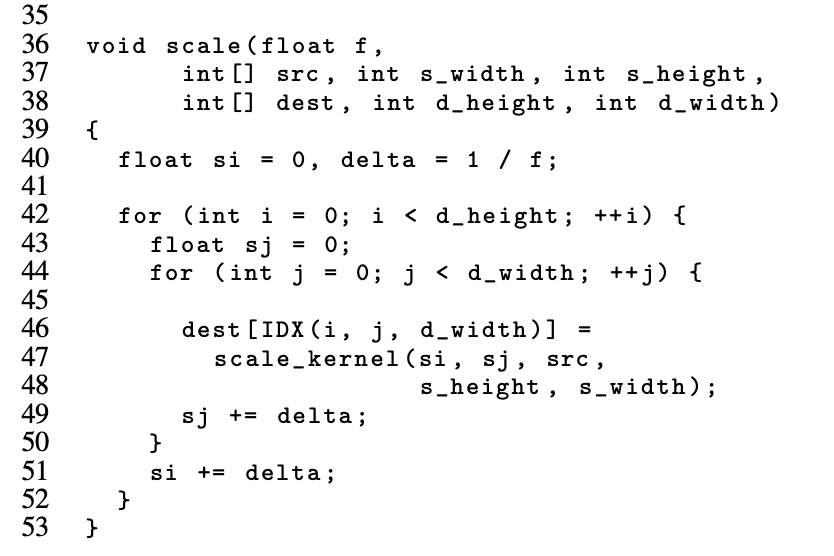 35
36 void scale(float f,
37       int[] src, int s_width, int s_height,
38       int[] dest, int d_height, int d_width)
39 {
40   float si = 0, delta = 1 / f;
41
42   for (int i = 0; i < d_height; ++i) {
43     float sj = 0;
44     for (int j = 0; j < d_width; ++j) {
45
46       dest[IDX(i, j, d_width)] =
47         scale_kernel(si, sj, src,
48                      s_height, s_width);
49       sj += delta;
50     }
51     si += delta;
52   }
53 }